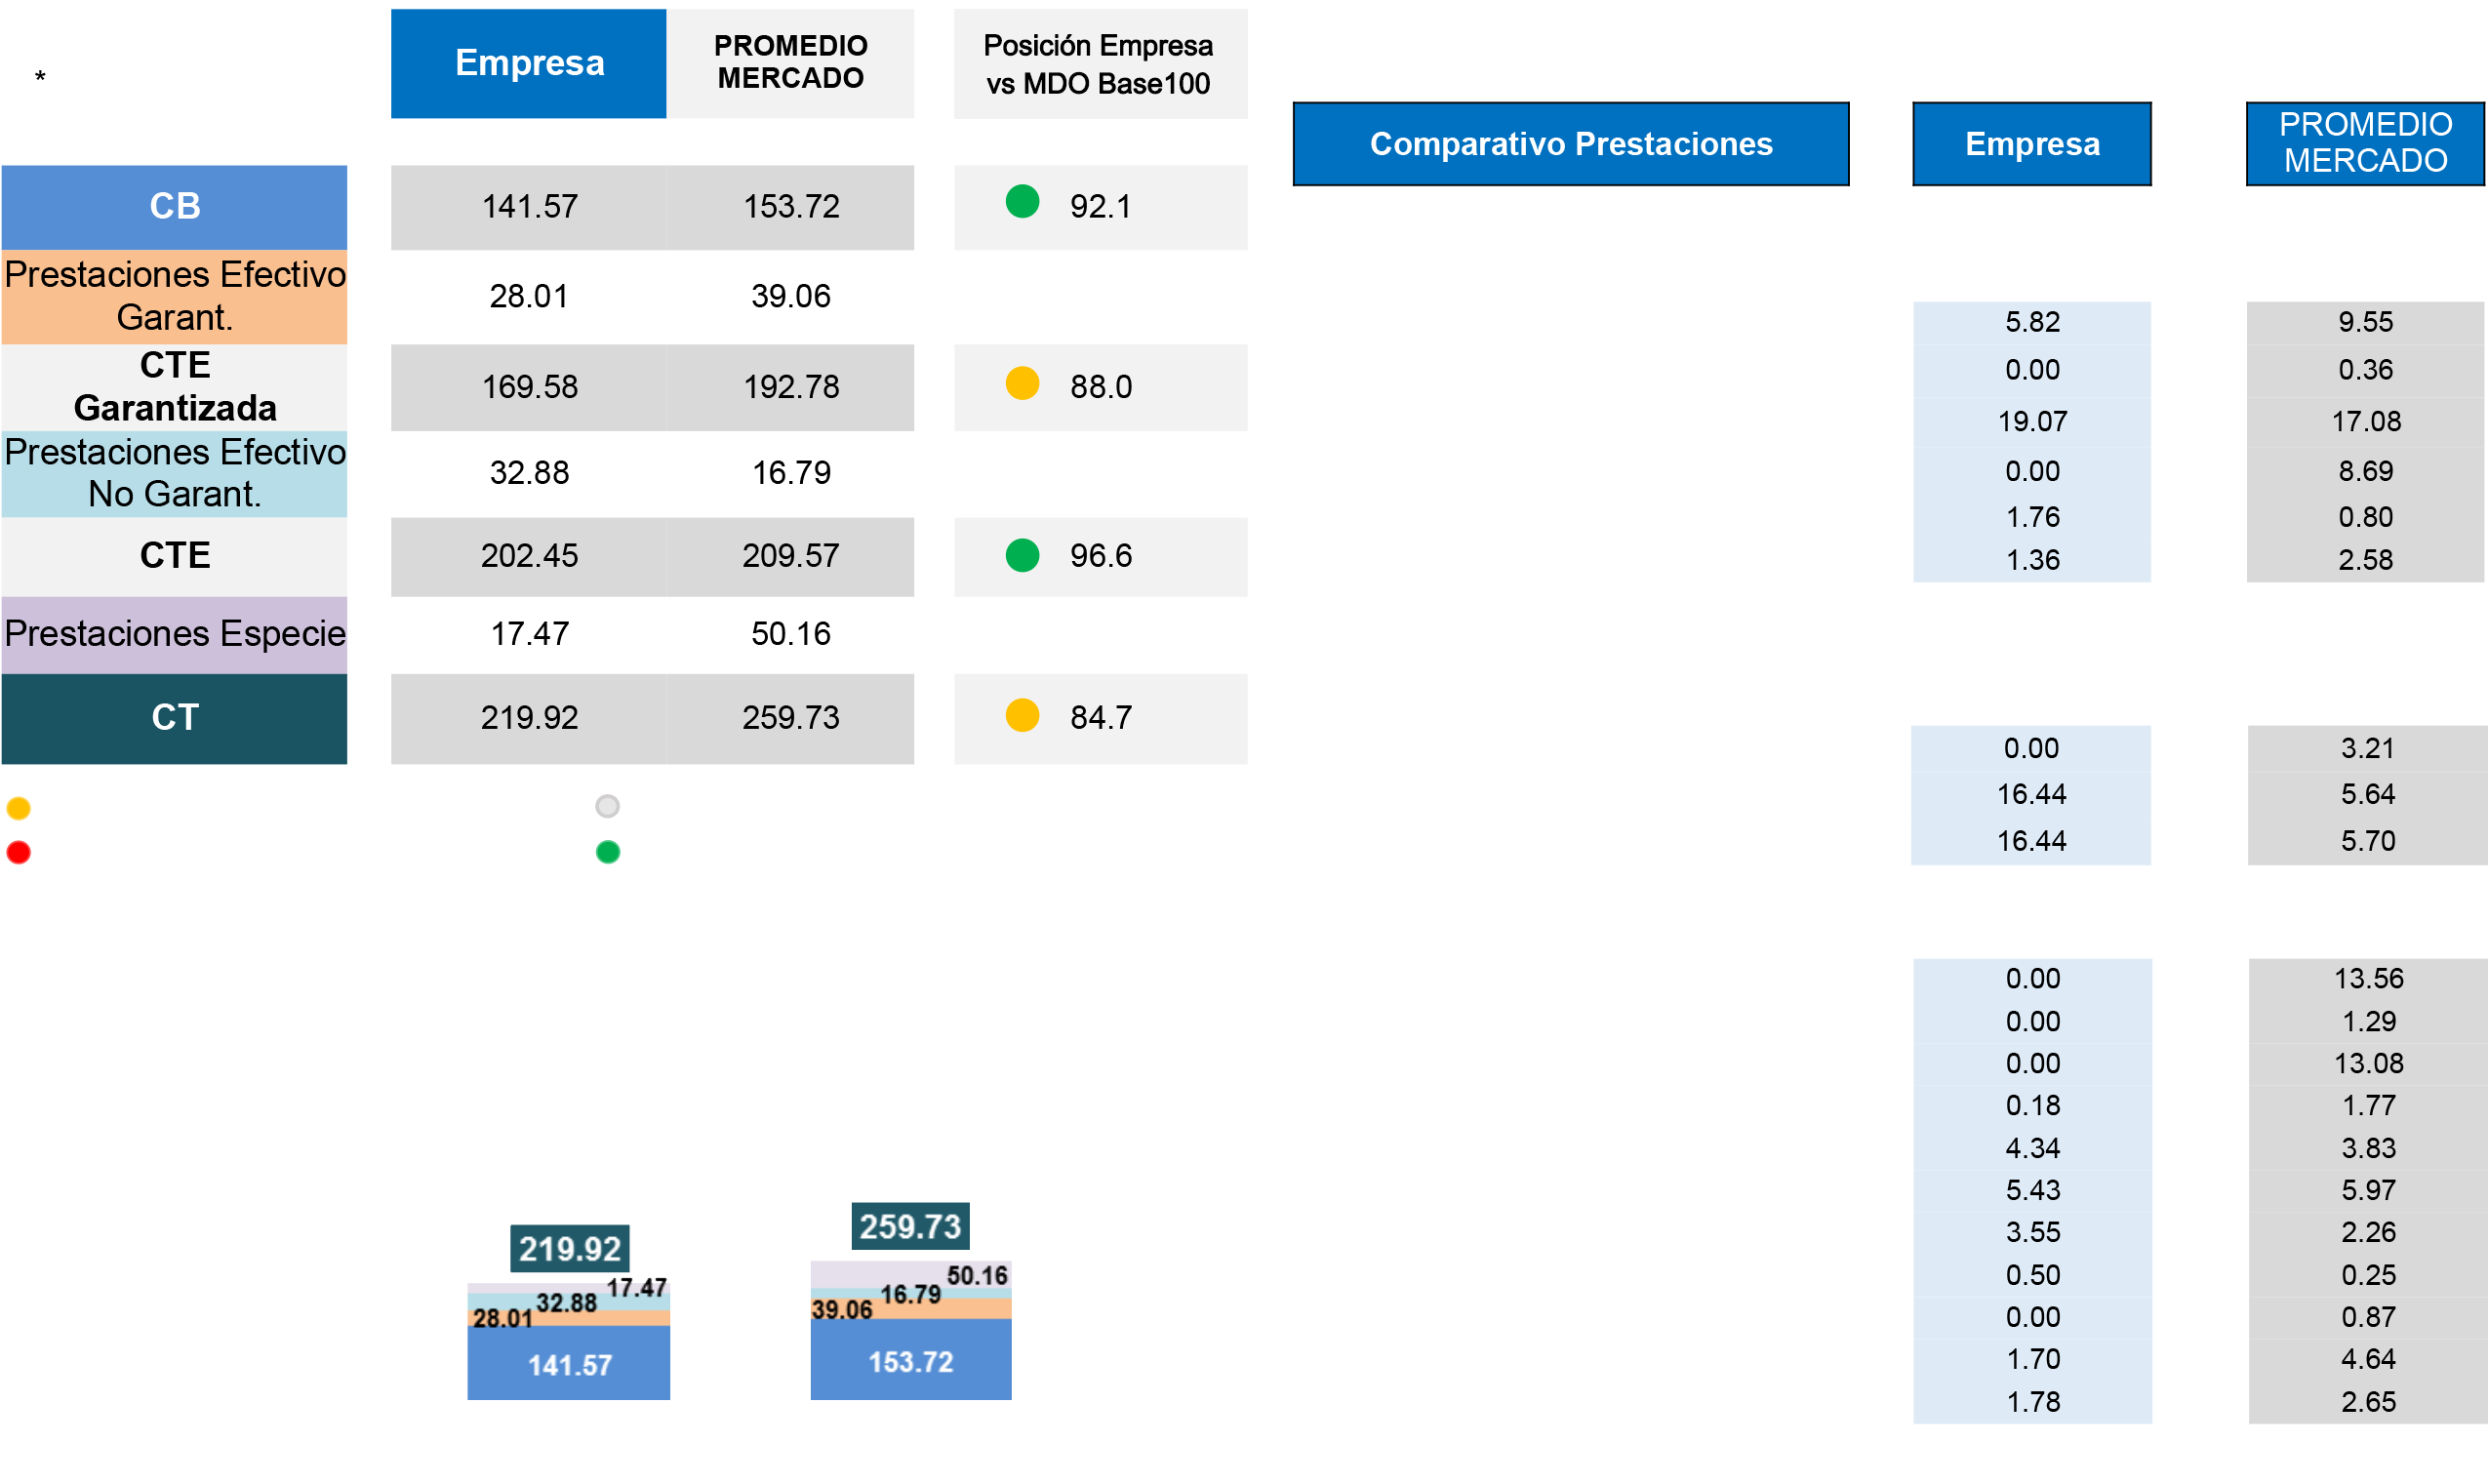 *
Empresa
PROMEDIO
MERCADO
Posición Empresa
vs MDO Base100
CB
141.57
153.72
92.1
Prestaciones Efectivo
Garant.
28.01
39.06
CTE
Garantizada
169.58
192.78
88.0
Prestaciones Efectivo
No Garant.
32.88
16.79
CTE
202.45
209.57
96.6
Prestaciones Especie
17.47
50.16
CT
219.92
259.73
84.7
219.92
17.47
32.88
28.01
141.57
259.73
50.16
16.79
39.06
153.72
Comparativo Prestaciones
Empresa
PROMEDIO
MERCADO
5.82 9.55
0.00 0.36
19.07 17.08
0.00 8.69
1.76 0.80
1.36 2.58
0.00 3.21
16.44 5.64
16.44 5.70
0.00 13.56
0.00 1.29
0.00 13.08
0.18 1.77
4.34 3.83
5.43 5.97
3.55 2.26
0.50 0.25
0.00 0.87
1.70 4.64
1.78 2.65